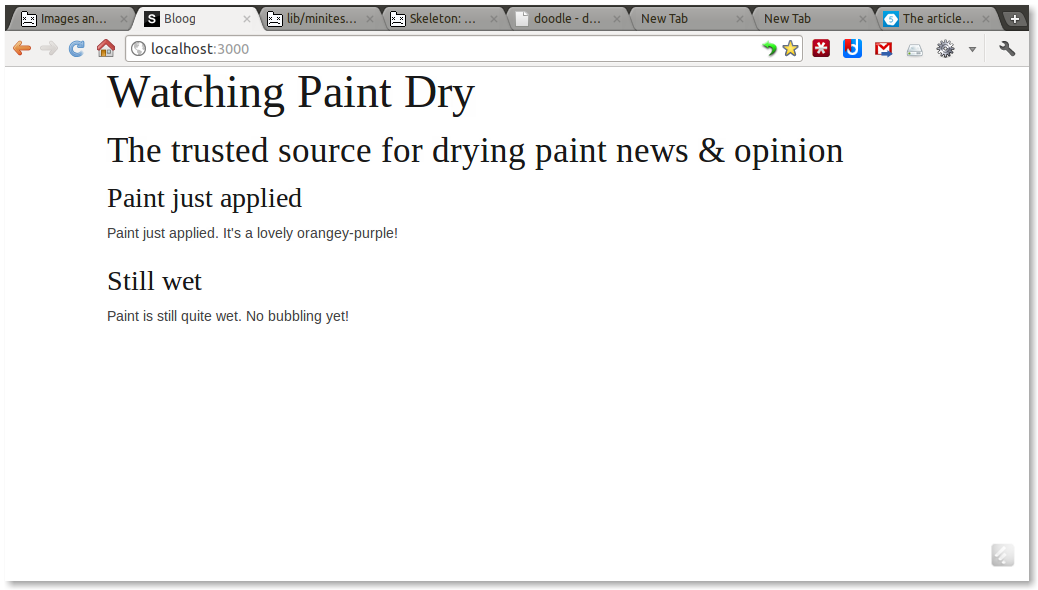 Images an...
Bloog
lib/minites...
Skeleton: ...
doodle - d...
New Tab
New Tab
The article...
localhost:3000
Watching Paint Dry
The trusted source for drying paint news & opinion
Paint just applied
Paint just applied. It's a lovely orangey-purple!
Still wet
Paint is still quite wet. No bubbling yet!